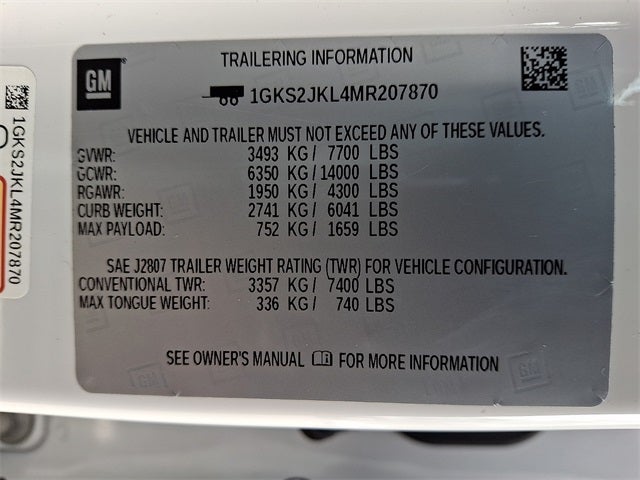 GM
TRAILERING INFORMATION
1GKS2JKL4MR207870
VEHICLE AND TRAILER MUST NOT EXCEED ANY OF THESE VALUES.
GVWR: 3493 KG / 7700 LBS
GCWR: 6350 KG / 14000 LBS
RGAWR: 1950 KG / 4300 LBS
CURB WEIGHT: 2741 KG / 6041 LBS
MAX PAYLOAD: 752 KG / 1659 LBS
SAE J2807 TRAILER WEIGHT RATING (TWR) FOR VEHICLE CONFIGURATION.
CONVENTIONAL TWR: 3357 KG / 7400 LBS
MAX TONGUE WEIGHT: 336 KG / 740 LBS
SEE OWNER'S MANUAL FOR MORE INFORMATION
1GKS2JKL4MR207870